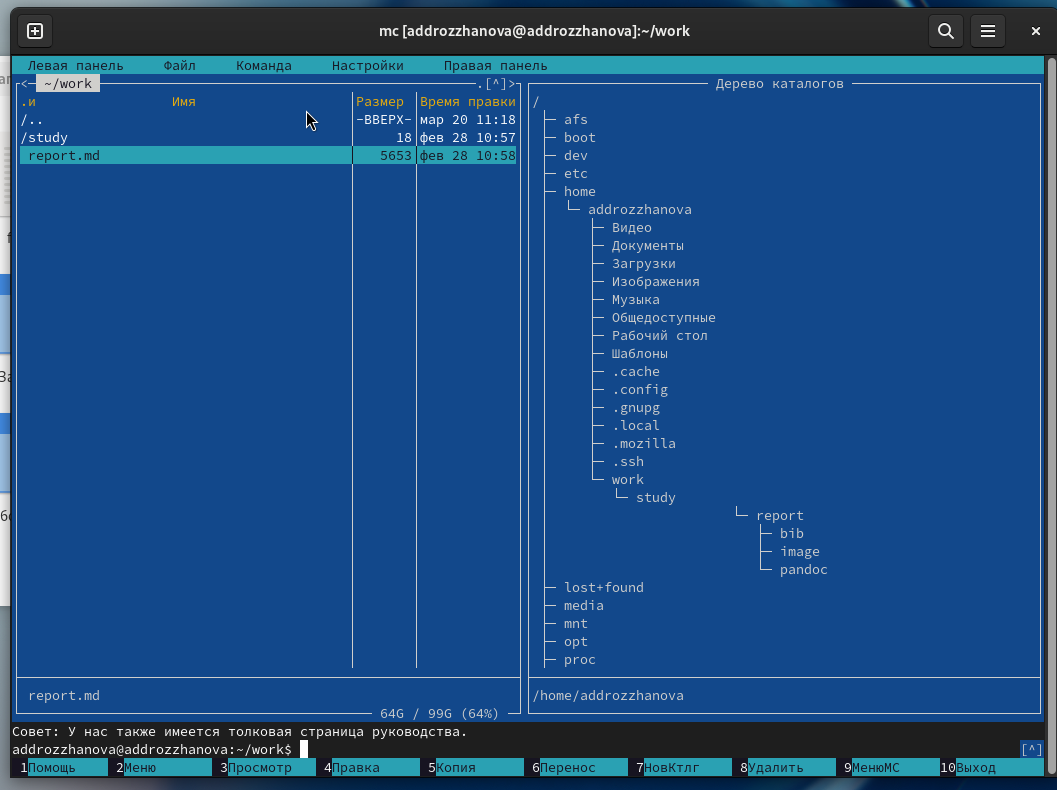 mc [addrozzhanova@addrozzhanova]:~/work
Левая панель Файл Команда Настройки Правая панель
<─ ~/work .[^]> Дерево каталогов
.и Имя Размер Время правки /
/.. -ВВЕРХ- мар 20 11:18 afs
/study 18 фев 28 10:57 boot
report.md 5653 фев 28 10:58 dev
etc
home
addrozzhanova
Видео
Документы
Загрузки
Изображения
Музыка
Общедоступные
Рабочий стол
Шаблоны
.cache
.config
.gnupg
.local
.mozilla
.ssh
work
study
report
bib
image
pandoc
lost+found
media
mnt
opt
proc
report.md /home/addrozzhanova
64G / 99G (64%)
Совет: У нас также имеется толковая страница руководства.
addrozzhanova@addrozzhanova:~/work$ [^]
1Помощь 2Меню 3Просмотр 4Правка 5Копия 6Перенос 7НовКтлг 8Удалить 9МенюMC 10Выход